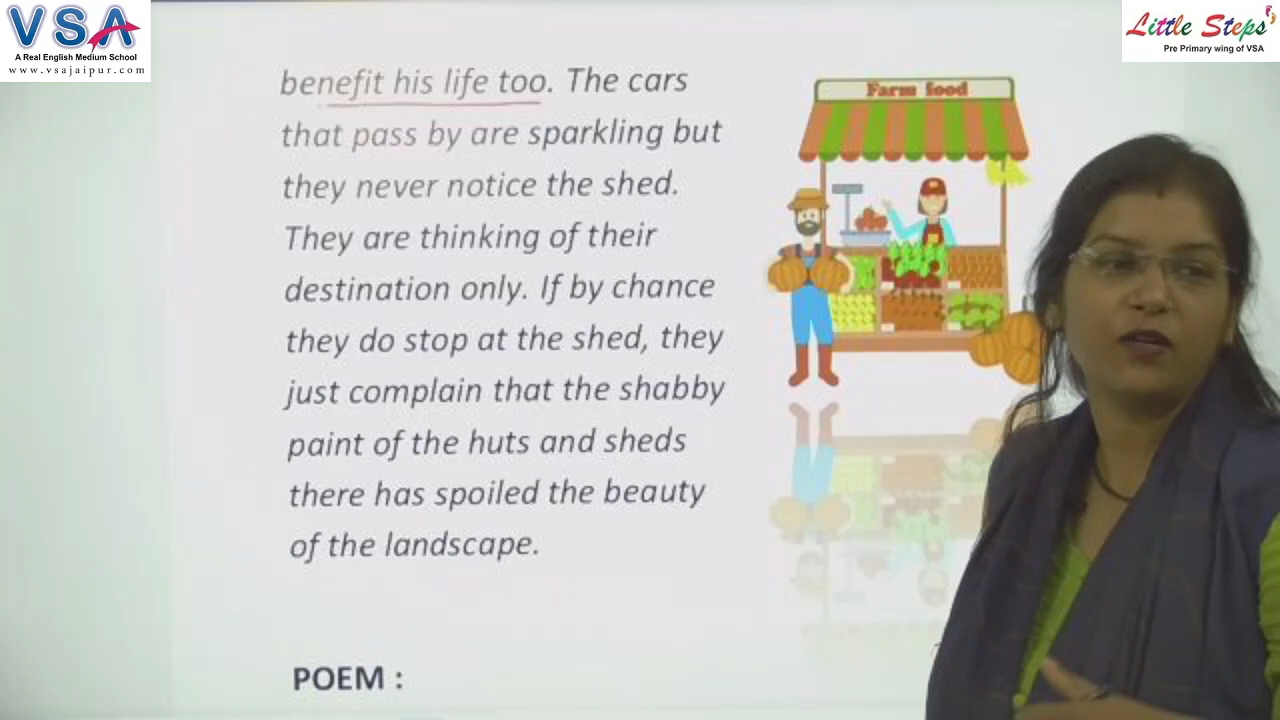 VSA
A Real English Medium School
www.vsajaipur.com
Little Steps
Pre Primary wing of VSA
benefit his life too. The cars
that pass by are sparkling but
they never notice the shed.
They are thinking of their
destination only. If by chance
they do stop at the shed, they
just complain that the shabby
paint of the huts and sheds
there has spoiled the beauty
of the landscape.
Farm food
POEM :